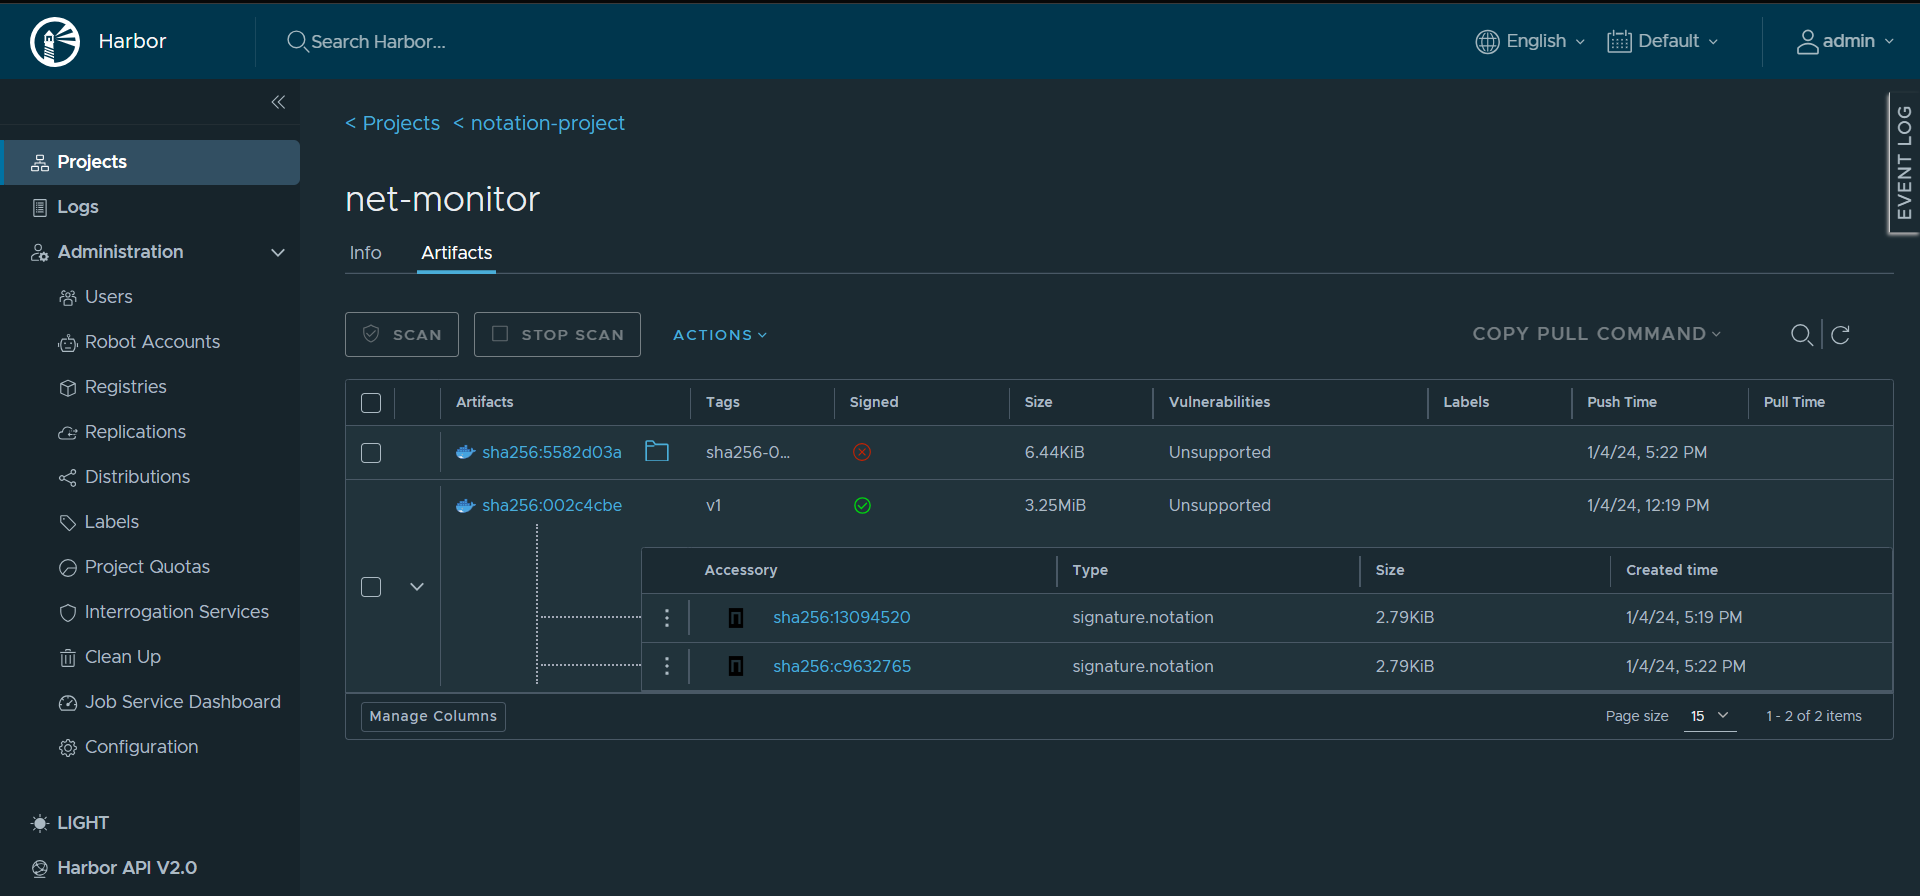 Harbor
Search Harbor...
English
Default
admin
EVENT LOG
Projects
Logs
Administration
Users
Robot Accounts
Registries
Replications
Distributions
Labels
Project Quotas
Interrogation Services
Clean Up
Job Service Dashboard
Configuration
LIGHT
Harbor API V2.0
< Projects < notation-project
net-monitor
Info Artifacts
SCAN STOP SCAN ACTIONS COPY PULL COMMAND
Artifacts Tags Signed Size Vulnerabilities Labels Push Time Pull Time
sha256:5582d03a sha256-0... 6.44KiB Unsupported 1/4/24, 5:22 PM
sha256:002c4cbe v1 3.25MiB Unsupported 1/4/24, 12:19 PM
Accessory Type Size Created time
sha256:13094520 signature.notation 2.79KiB 1/4/24, 5:19 PM
sha256:c9632765 signature.notation 2.79KiB 1/4/24, 5:22 PM
Manage Columns Page size 15 1 - 2 of 2 items